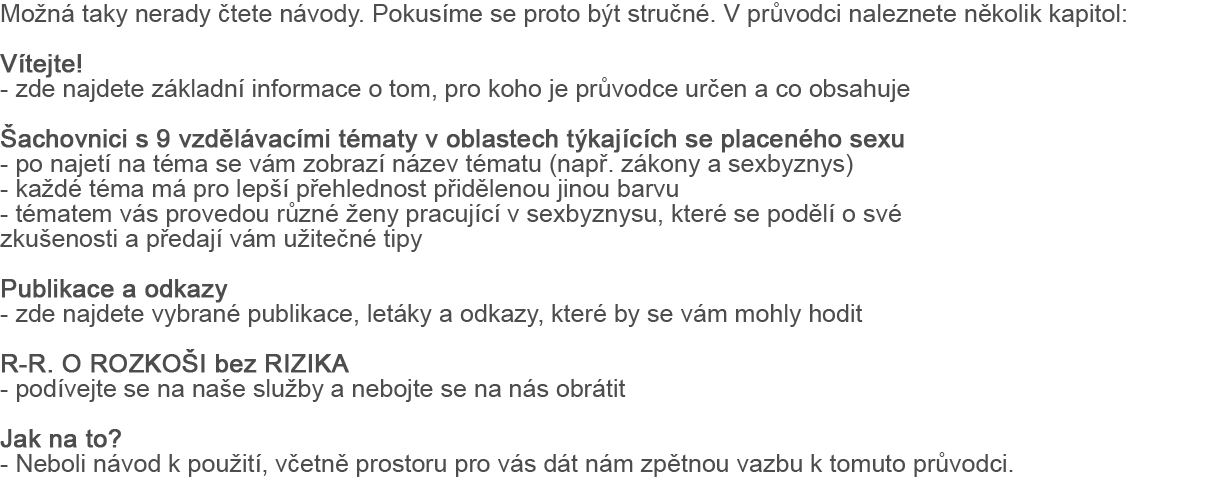 Možná taky nerady čtete návody. Pokusíme se proto být stručné. V průvodci naleznete několik kapitol:
Vítejte!
- zde najdete základní informace o tom, pro koho je průvodce určen a co obsahuje
Šachovnici s 9 vzdělávacími tématy v oblastech týkajících se placeného sexu
- po najetí na téma se vám zobrazí název tématu (např. zákony a sexbyznys)
- každé téma má pro lepší přehlednost přidělenou jinou barvu
- tématem vás provedou různé ženy pracující v sexbyznysu, které se podělí o své
zkušenosti a předají vám užitečné tipy
Publikace a odkazy
- zde najdete vybrané publikace, letáky a odkazy, které by se vám mohly hodit
R-R. O ROZKOŠI bez RIZIKA
- podívejte se na naše služby a nebojte se na nás obrátit
Jak na to?
- Neboli návod k použití, včetně prostoru pro vás dát nám zpětnou vazbu k tomuto průvodci.